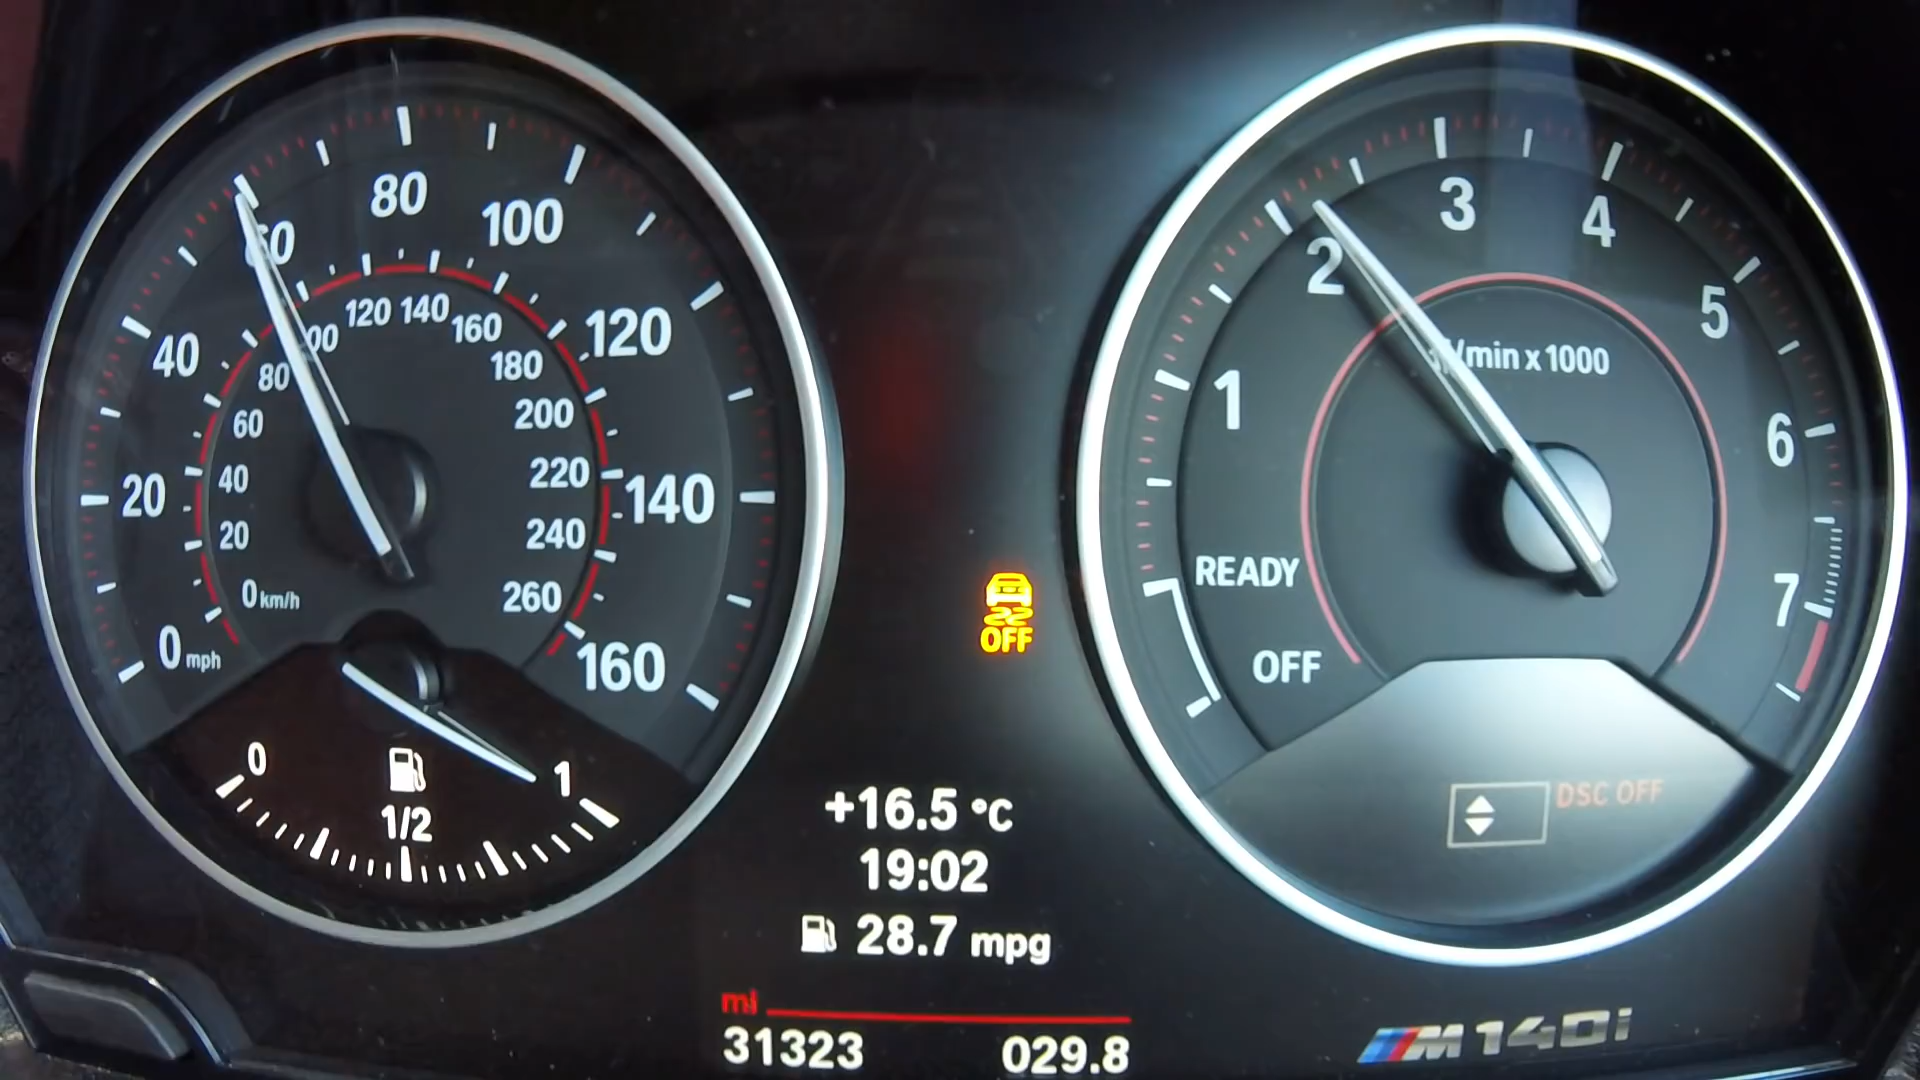 80
60
100
40
120
20
140
0 mph
160
120 140
160
80
180
60
200
40
220
20
240
0 km/h
260
0
1/2
1
OFF
+16.5 °C
19:02
28.7 mpg
mi
31323 029.8
3
4
2
5
1
6
7
/min x 1000
READY
OFF
DSC OFF
M140i